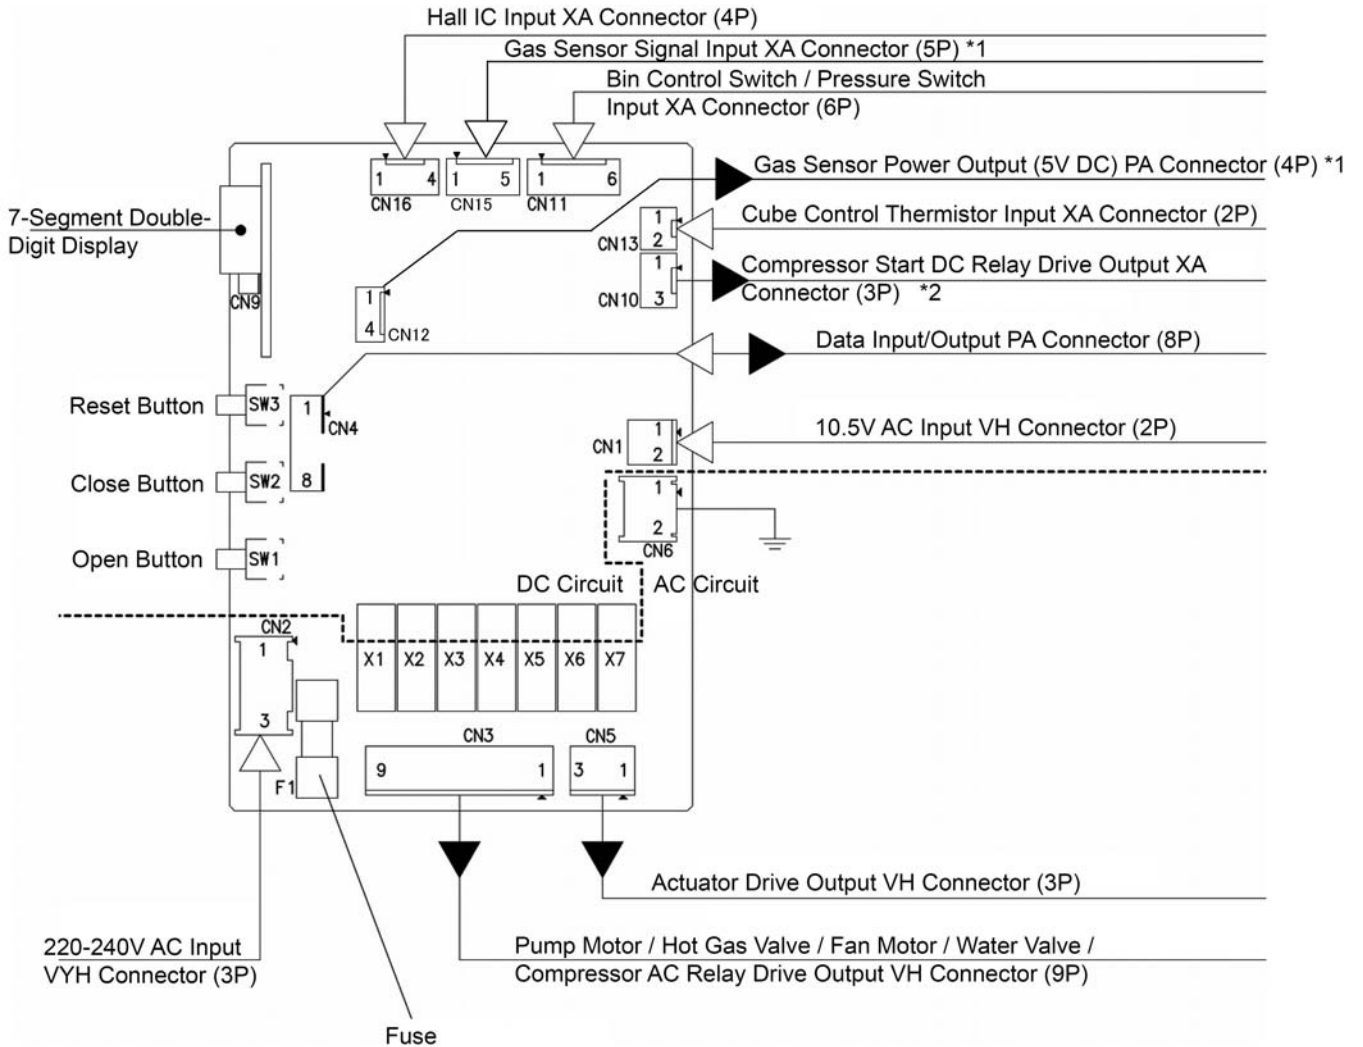 Hall IC Input XA Connector (4P)
Gas Sensor Signal Input XA Connector (5P) *1
Bin Control Switch / Pressure Switch
Input XA Connector (6P)
1 4
CN16
1 5
CN15
1 6
CN11
Gas Sensor Power Output (5V DC) PA Connector (4P) *1
7-Segment Double-
Digit Display
CN9
1
2
CN13
Cube Control Thermistor Input XA Connector (2P)
1
3
CN10
Compressor Start DC Relay Drive Output XA
Connector (3P) *2
1
4
CN12
Data Input/Output PA Connector (8P)
Reset Button
SW3
1
8
CN4
Close Button
SW2
Open Button
SW1
1
2
CN1
10.5V AC Input VH Connector (2P)
1
2
CN6
DC Circuit
AC Circuit
CN2
1
3
X1 X2 X3 X4 X5 X6 X7
F1
CN3
9 1
CN5
3 1
Actuator Drive Output VH Connector (3P)
220-240V AC Input
VYH Connector (3P)
Pump Motor / Hot Gas Valve / Fan Motor / Water Valve /
Compressor AC Relay Drive Output VH Connector (9P)
Fuse